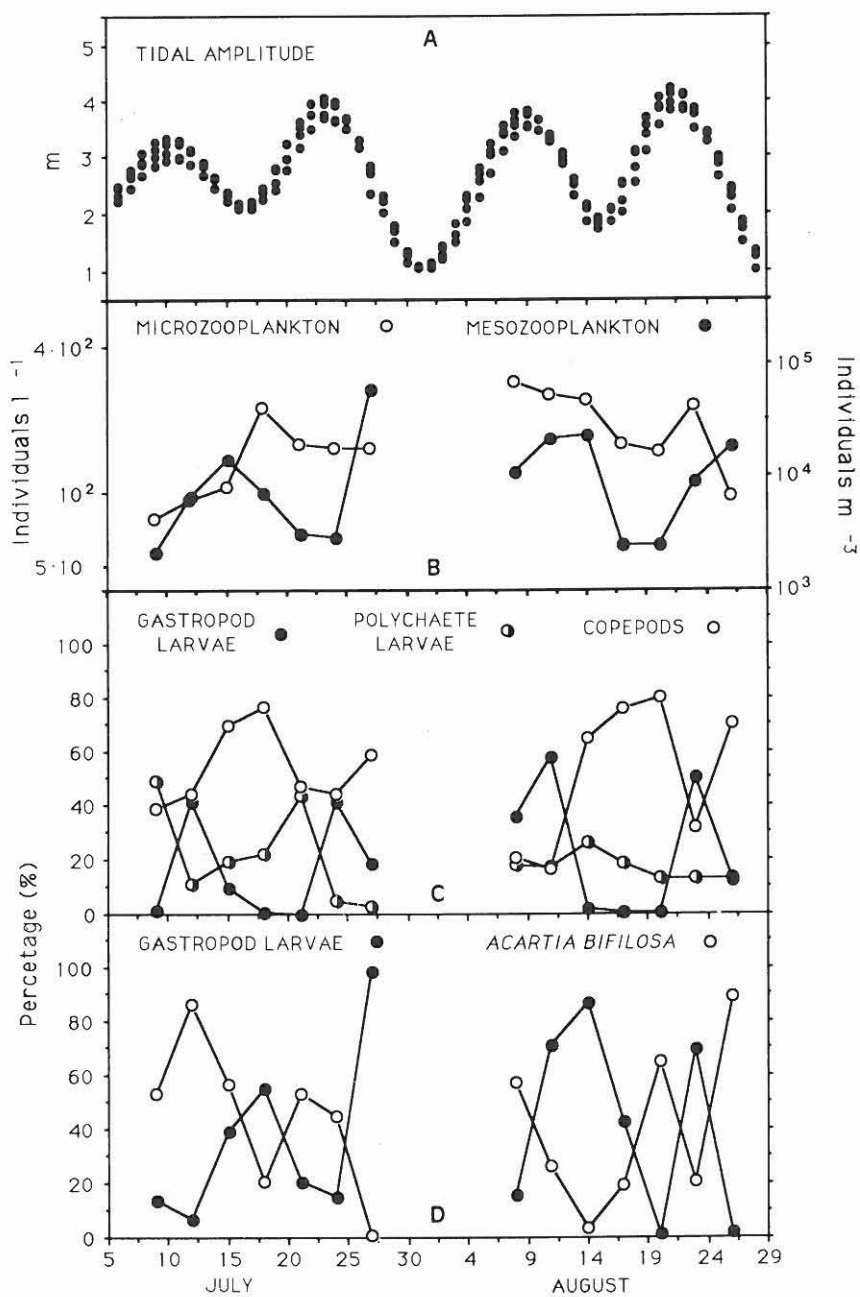 A
TIDAL AMPLITUDE
5
4
3
2
1
m
MICROZOOPLANKTON
MESOZOOPLANKTON
4·10²
10²
5·10
Individuals l ⁻¹
10⁵
10⁴
10³
Individuals m ⁻³
B
GASTROPOD LARVAE
POLYCHAETE LARVAE
COPEPODS
100
80
60
40
20
0
C
Percetage (%)
GASTROPOD LARVAE
ACARTIA BIFILOSA
100
80
60
40
20
0
D
5 10 15 20 25 30 4 9 14 19 24 29
JULY AUGUST